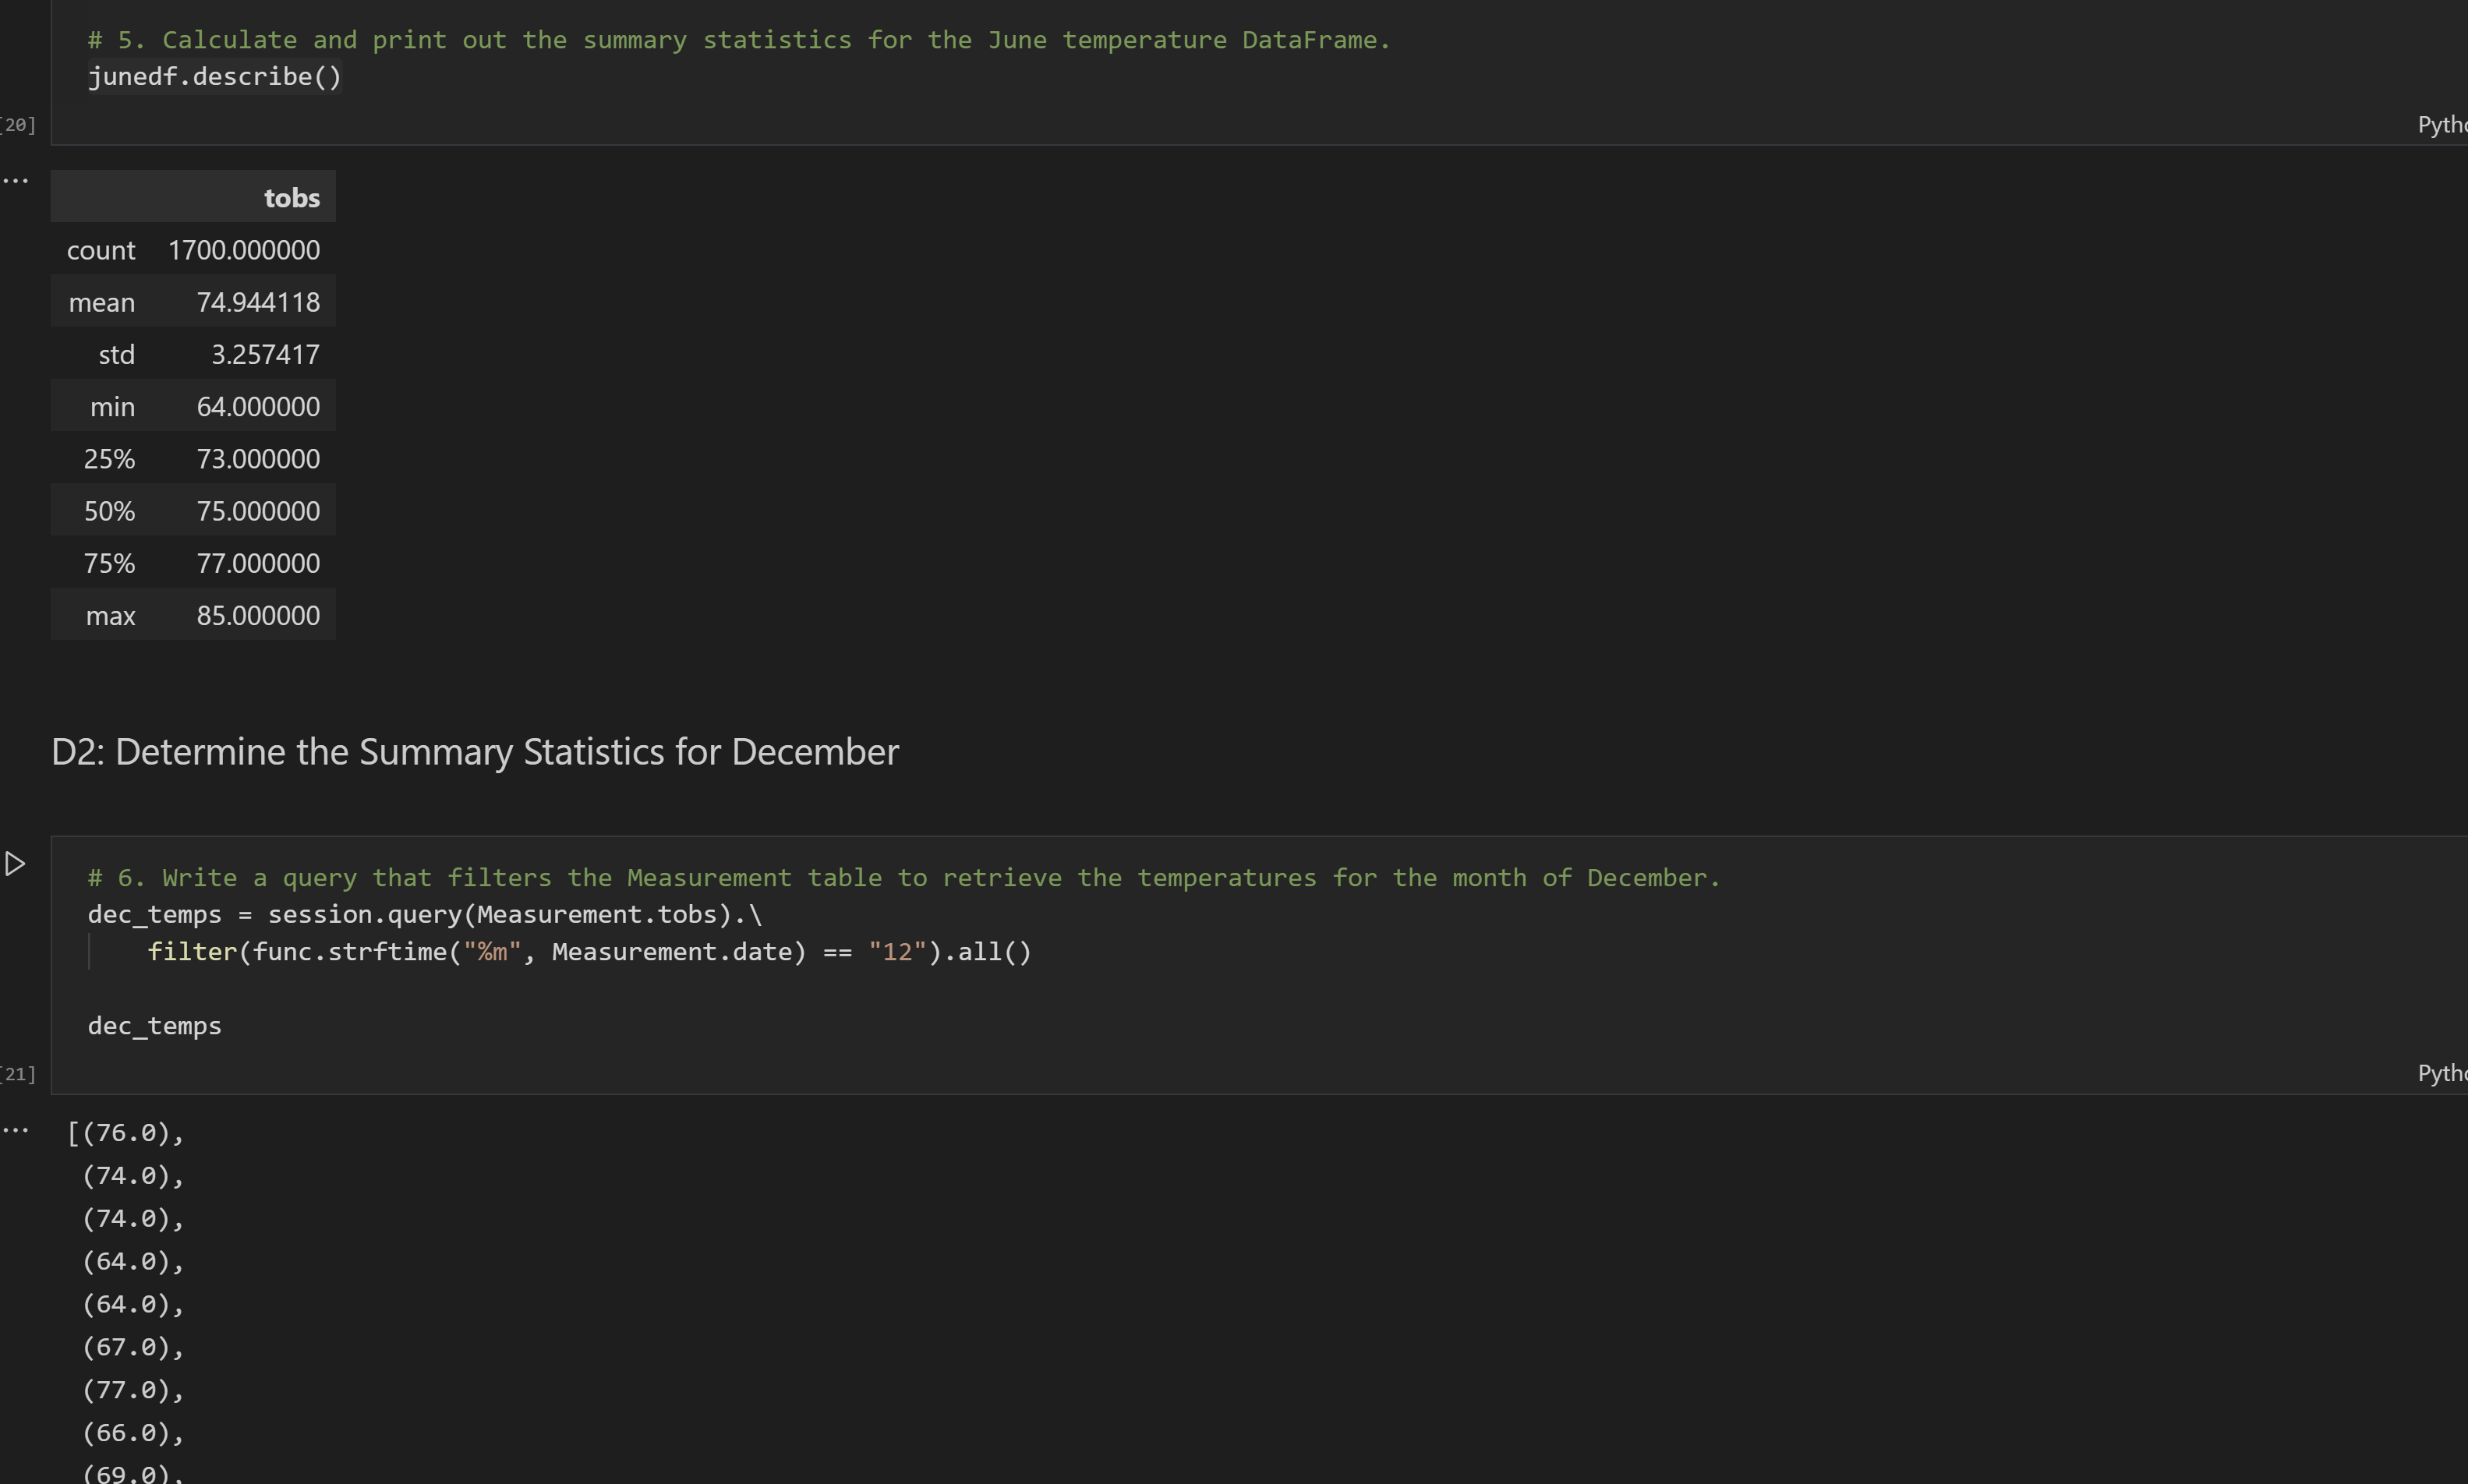 # 5. Calculate and print out the summary statistics for the June temperature DataFrame.
junedf.describe()
[20]
Pytho
...
tobs
count 1700.000000
mean 74.944118
std 3.257417
min 64.000000
25% 73.000000
50% 75.000000
75% 77.000000
max 85.000000
D2: Determine the Summary Statistics for December
# 6. Write a query that filters the Measurement table to retrieve the temperatures for the month of December.
dec_temps = session.query(Measurement.tobs).\
filter(func.strftime("%m", Measurement.date) == "12").all()
dec_temps
[21]
Pytho
...
[(76.0),
(74.0),
(74.0),
(64.0),
(64.0),
(67.0),
(77.0),
(66.0),
(69.0),